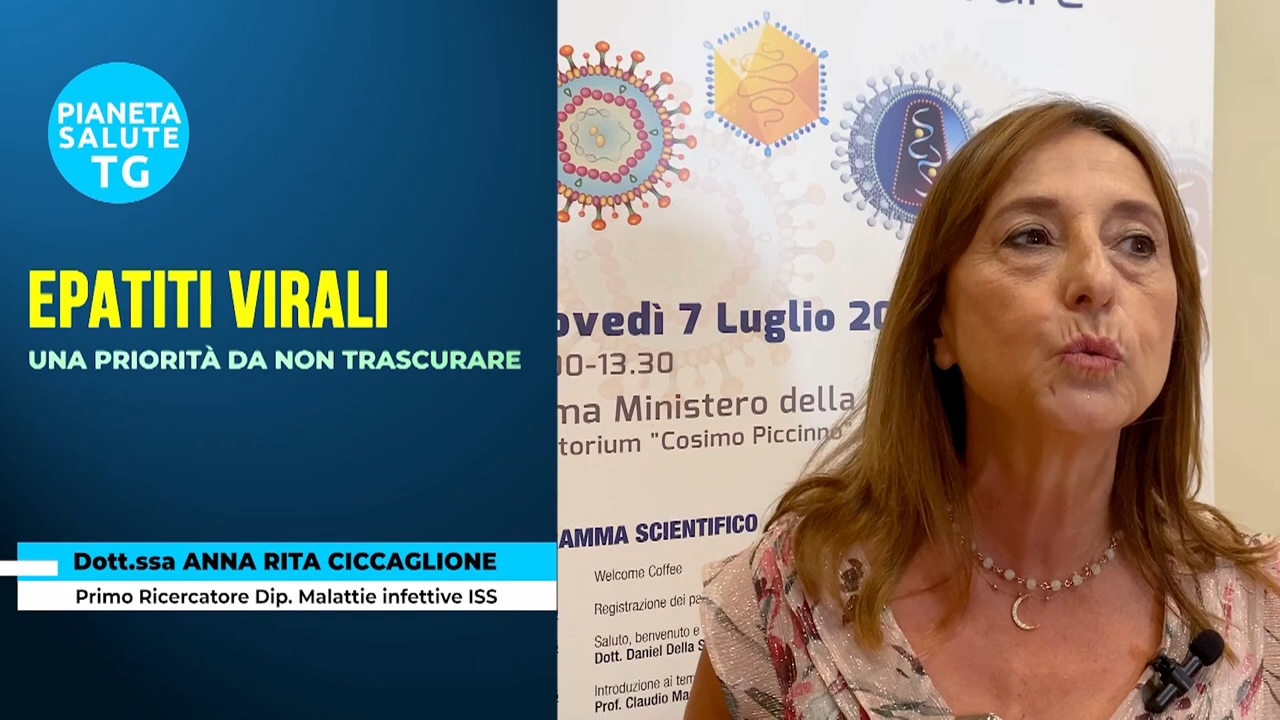 PIANETA
SALUTE
TG
EPATITI VIRALI
UNA PRIORITÀ DA NON TRASCURARE
Dott.ssa ANNA RITA CICCAGLIONE
Primo Ricercatore Dip. Malattie infettive ISS
ovedì 7 Luglio 20
00-13.30
ma Ministero della
torium "Cosimo Piccinno"
AMMA SCIENTIFICO
Welcome Coffee
Registrazione dei pa
Saluto, benvenuto e
Dott. Daniel Della S
Introduzione ai tem
Prof. Claudio Ma